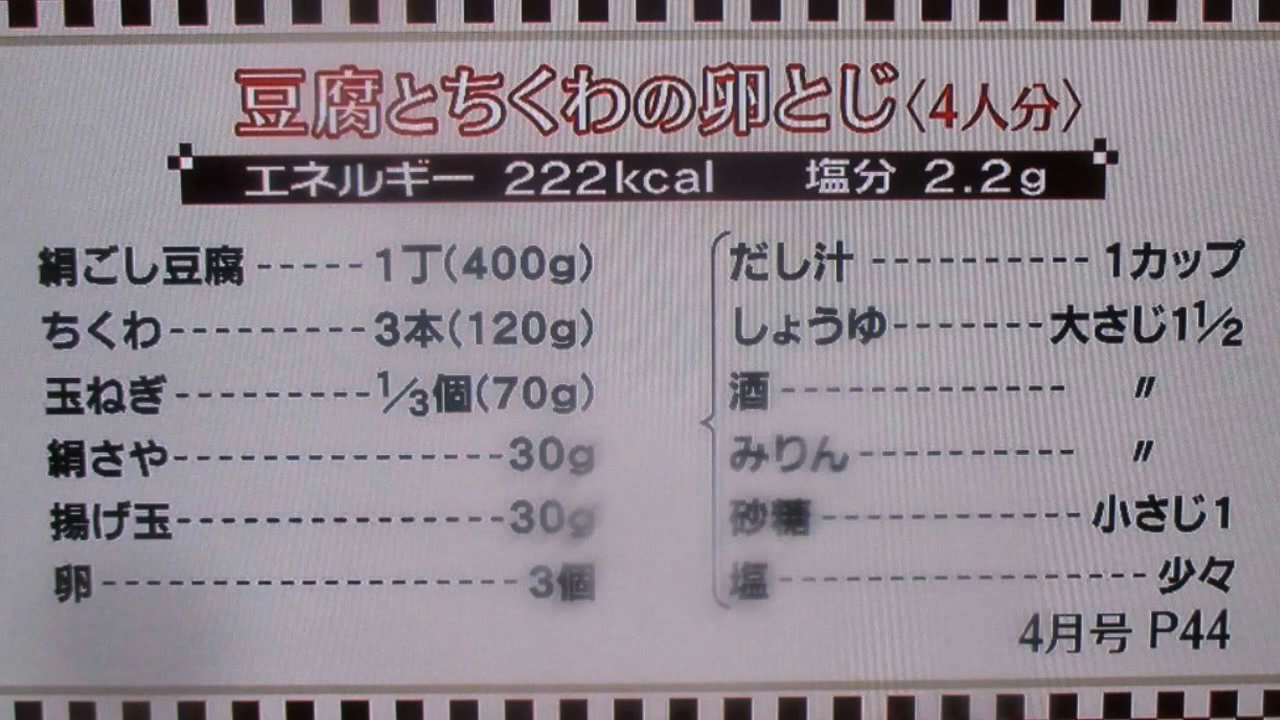 豆腐とちくわの卵とじ〈4人分〉
エネルギー 222kcal 塩分 2.2g
絹ごし豆腐-----1丁(400g)
ちくわ----------3本(120g)
玉ねぎ----------1/3個(70g)
絹さや-----------------30g
揚げ玉-----------------30g
卵----------------------3個
だし汁-----------1カップ
しょうゆ--------大さじ1 1/2
酒--------------- 〃
みりん----------- 〃
砂糖-------------小さじ1
塩-------------------少々
4月号 P44